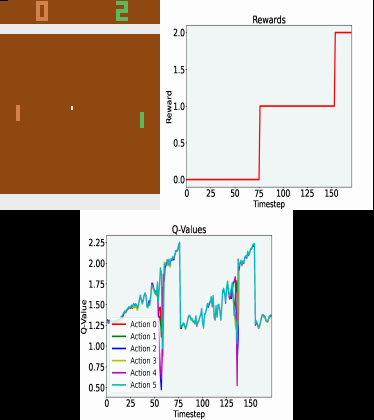 0 2
Rewards
2.0
1.5
1.0
0.5
0.0
Reward
0 25 50 75 100 125 150
Timestep
Q-Values
2.25
2.00
1.75
1.50
1.25
1.00
0.75
0.50
Q-Value
Action 0
Action 1
Action 2
Action 3
Action 4
Action 5
0 25 50 75 100 125 150
Timestep